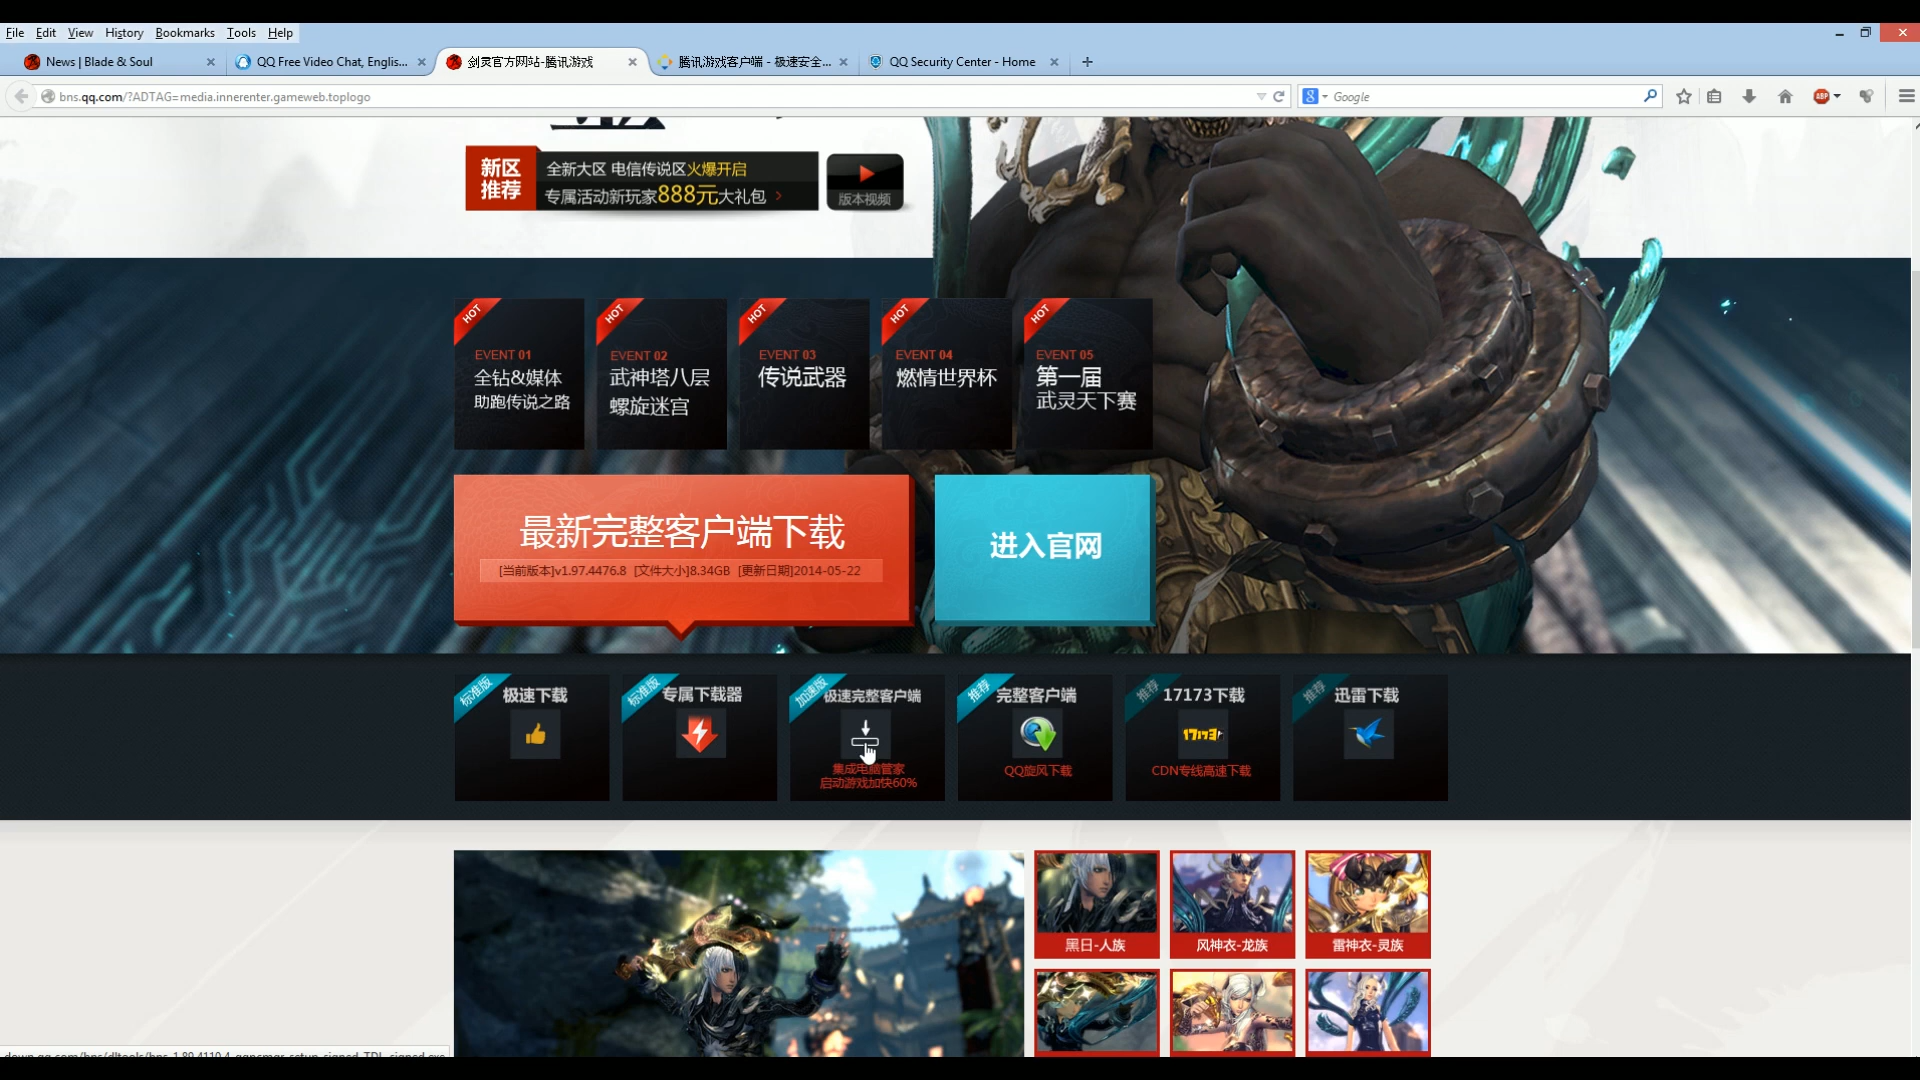 File Edit View History Bookmarks Tools Help
News | Blade & Soul
QQ Free Video Chat, Englis...
剑灵官方网站-腾讯游戏
腾讯游戏客户端 - 极速安全...
QQ Security Center - Home
bns.qq.com/?ADTAG=media.innerenter.gameweb.toplogo
Google
ABP
新区
推荐
全新大区 电信传说区火爆开启
专属活动新玩家888元大礼包
版本视频
HOT
EVENT 01
全钻&媒体
助跑传说之路
HOT
EVENT 02
武神塔八层
螺旋迷宫
HOT
EVENT 03
传说武器
HOT
EVENT 04
燃情世界杯
HOT
EVENT 05
第一届
武灵天下赛
最新完整客户端下载
[当前版本]v1.97.4476.8 [文件大小]8.34GB [更新日期]2014-05-22
进入官网
标准版
极速下载
标准版
专属下载器
加速版
极速完整客户端
集成电脑管家
启动游戏加快60%
推荐
完整客户端
QQ旋风下载
推荐
17173下载
17173
CDN专线高速下载
推荐
迅雷下载
黑日-人族
风神衣-龙族
雷神衣-灵族